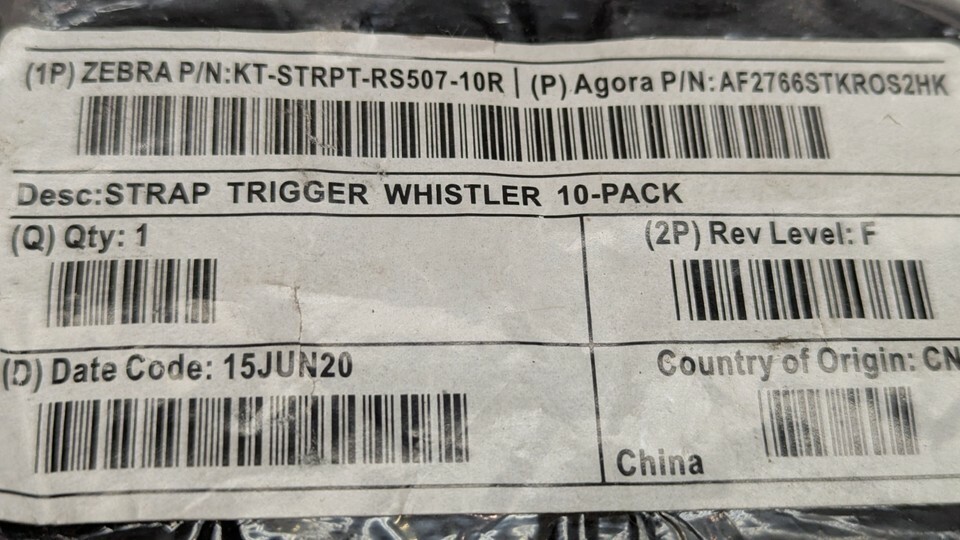 (1P) ZEBRA P/N:KT-STRPT-RS507-10R | (P) Agora P/N:AF2766STKROS2HK
Desc:STRAP TRIGGER WHISTLER 10-PACK
(Q) Qty: 1
(2P) Rev Level: F
(D) Date Code: 15JUN20
Country of Origin: CN
China